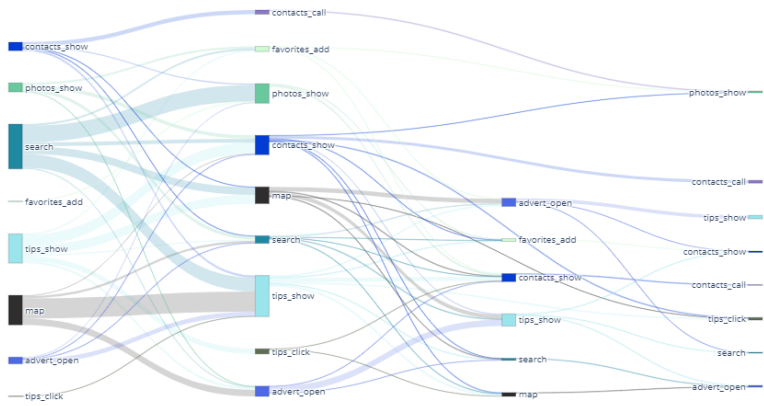 contacts_show
photos_show
search
favorites_add
tips_show
map
advert_open
tips_click
contacts_call
favorites_add
photos_show
contacts_show
map
search
tips_show
tips_click
advert_open
advert_open
favorites_add
contacts_show
tips_show
search
map
photos_show
contacts_call
tips_show
contacts_show
contacts_call
tips_click
search
advert_open